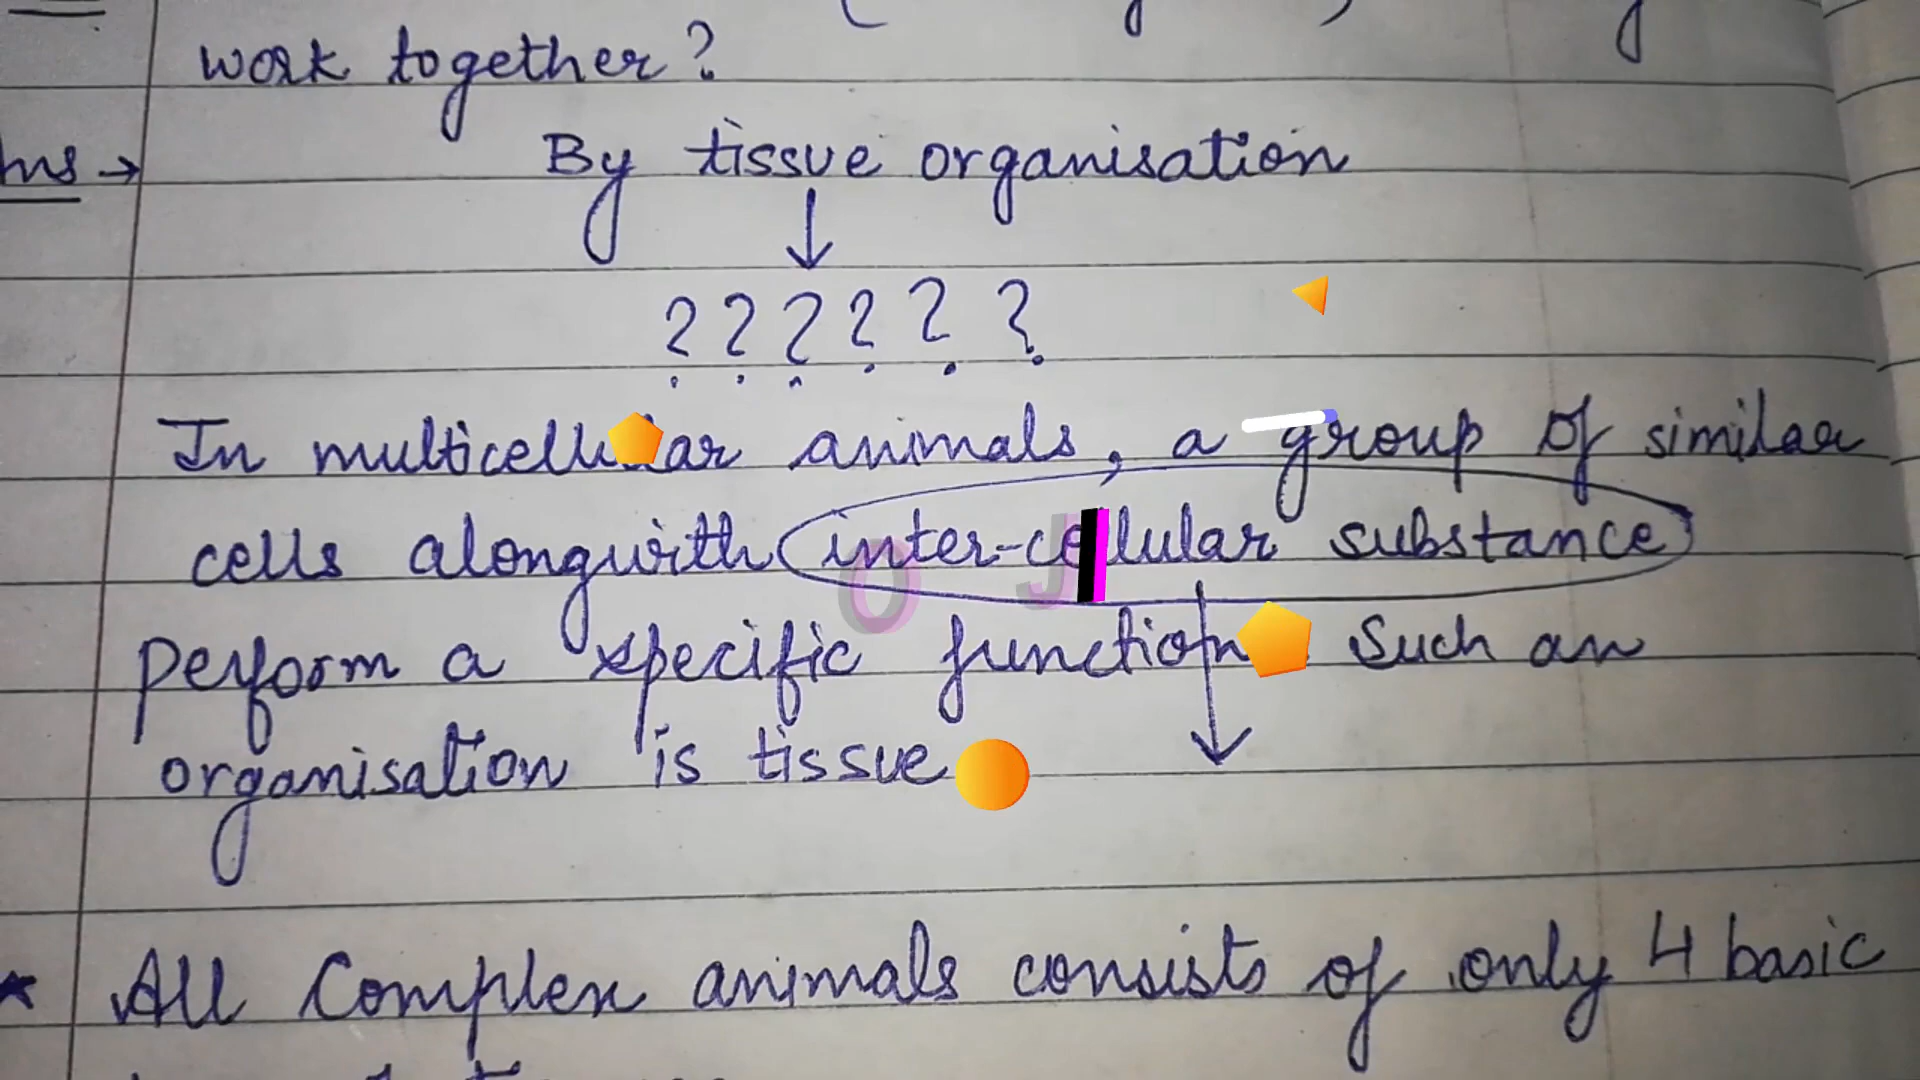 work together?
Ans → By tissue organisation
↓
? ? ? ? ? ?
In multicellular animals, a group of similar
cells alongwith inter-cellular substance
perform a specific function. Such an
organisation is tissue
* All Complex animals consists of only 4 basic